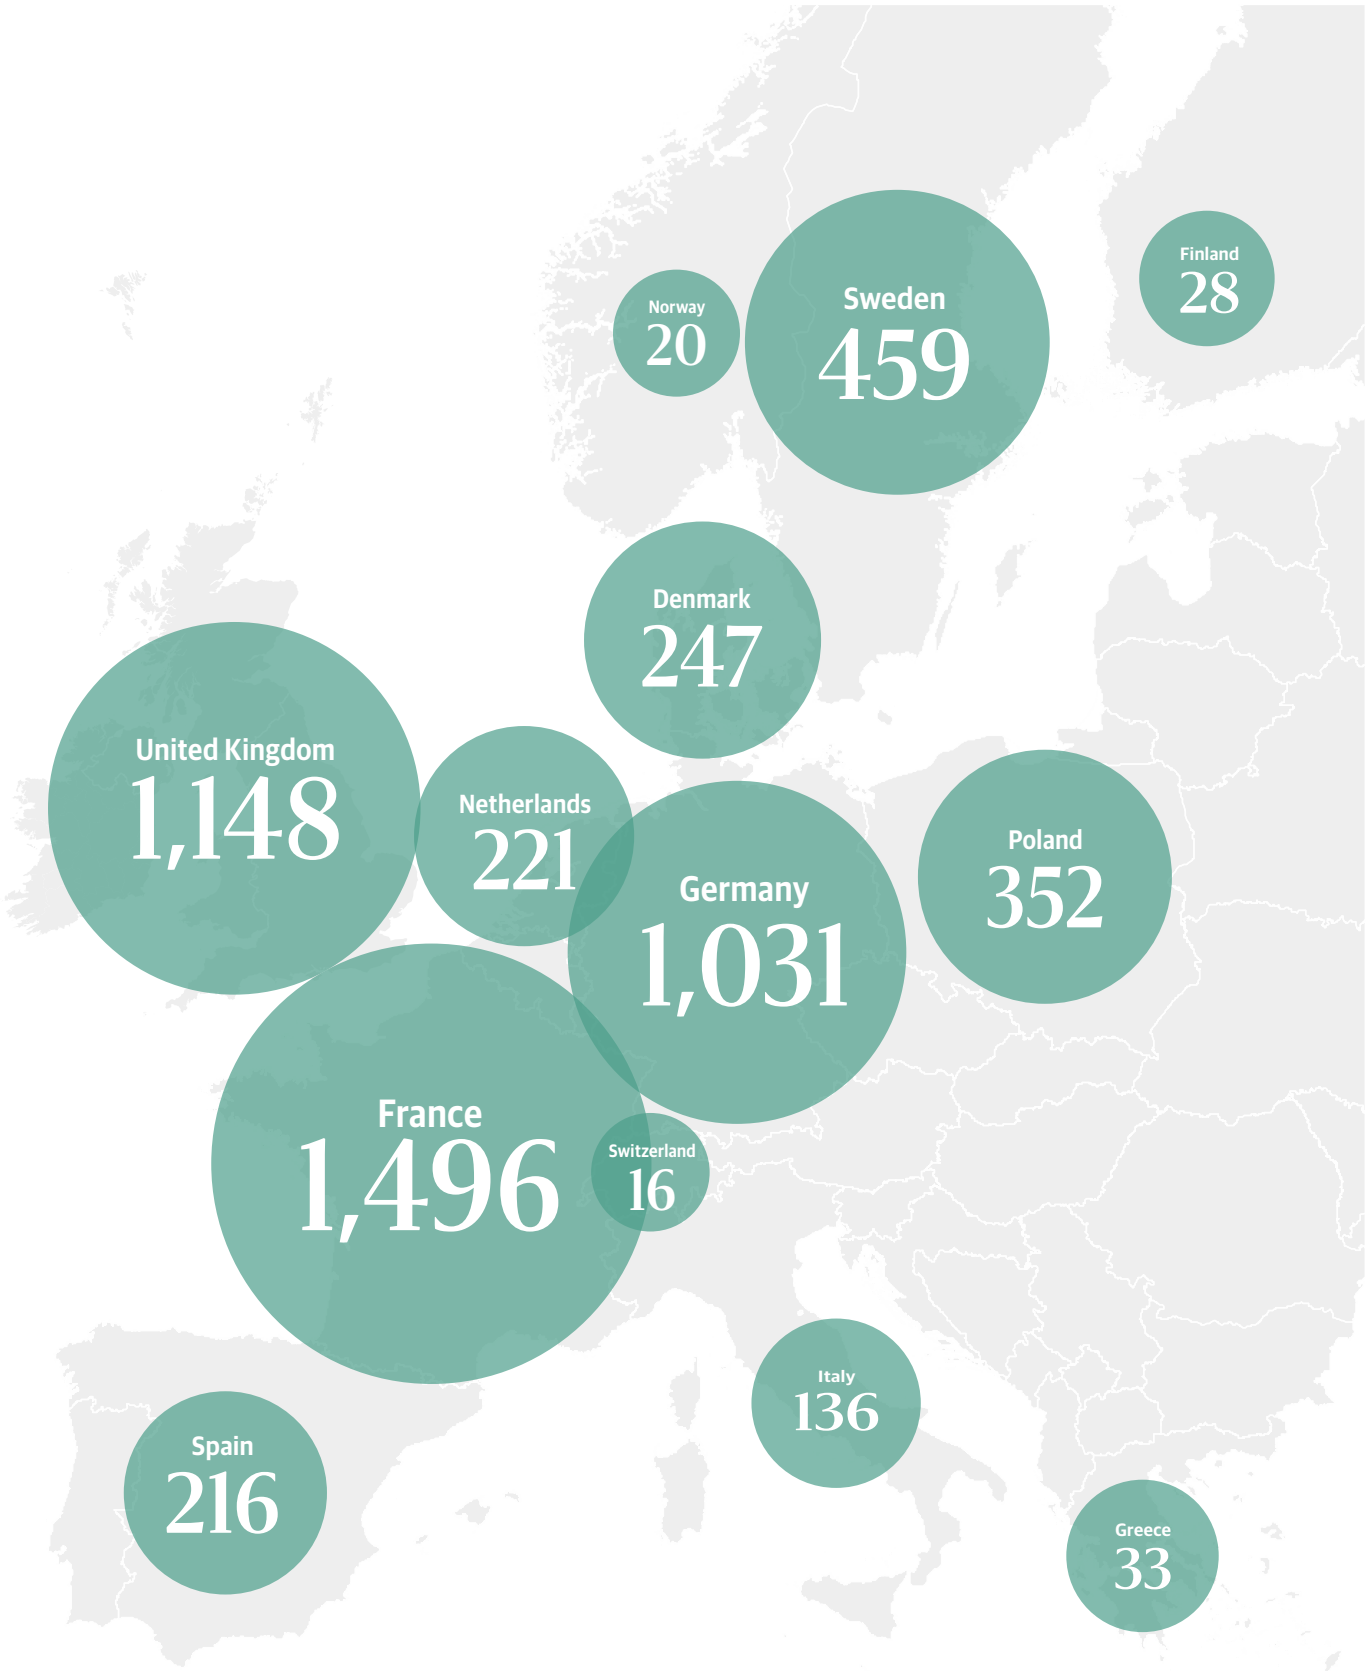 Finland
28
Sweden
459
Norway
20
Denmark
247
United Kingdom
1,148
Netherlands
221
Germany
1,031
Poland
352
France
1,496
Switzerland
16
Italy
136
Spain
216
Greece
33